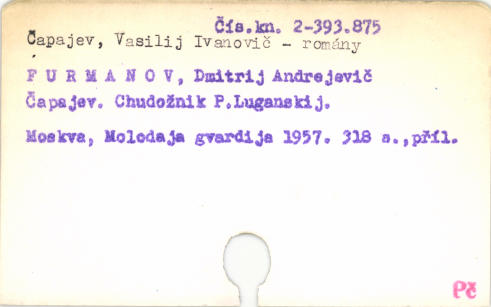 Čís.kn. 2-393.875
Čapajev, Vasilij Ivanovič - romány
FURMANOV, Dmitrij Andrejevič
Čapajev. Chudožnik P.Luganskij.
Moskva, Molodaja gvardija 1957. 318 s.,příl.
Pč